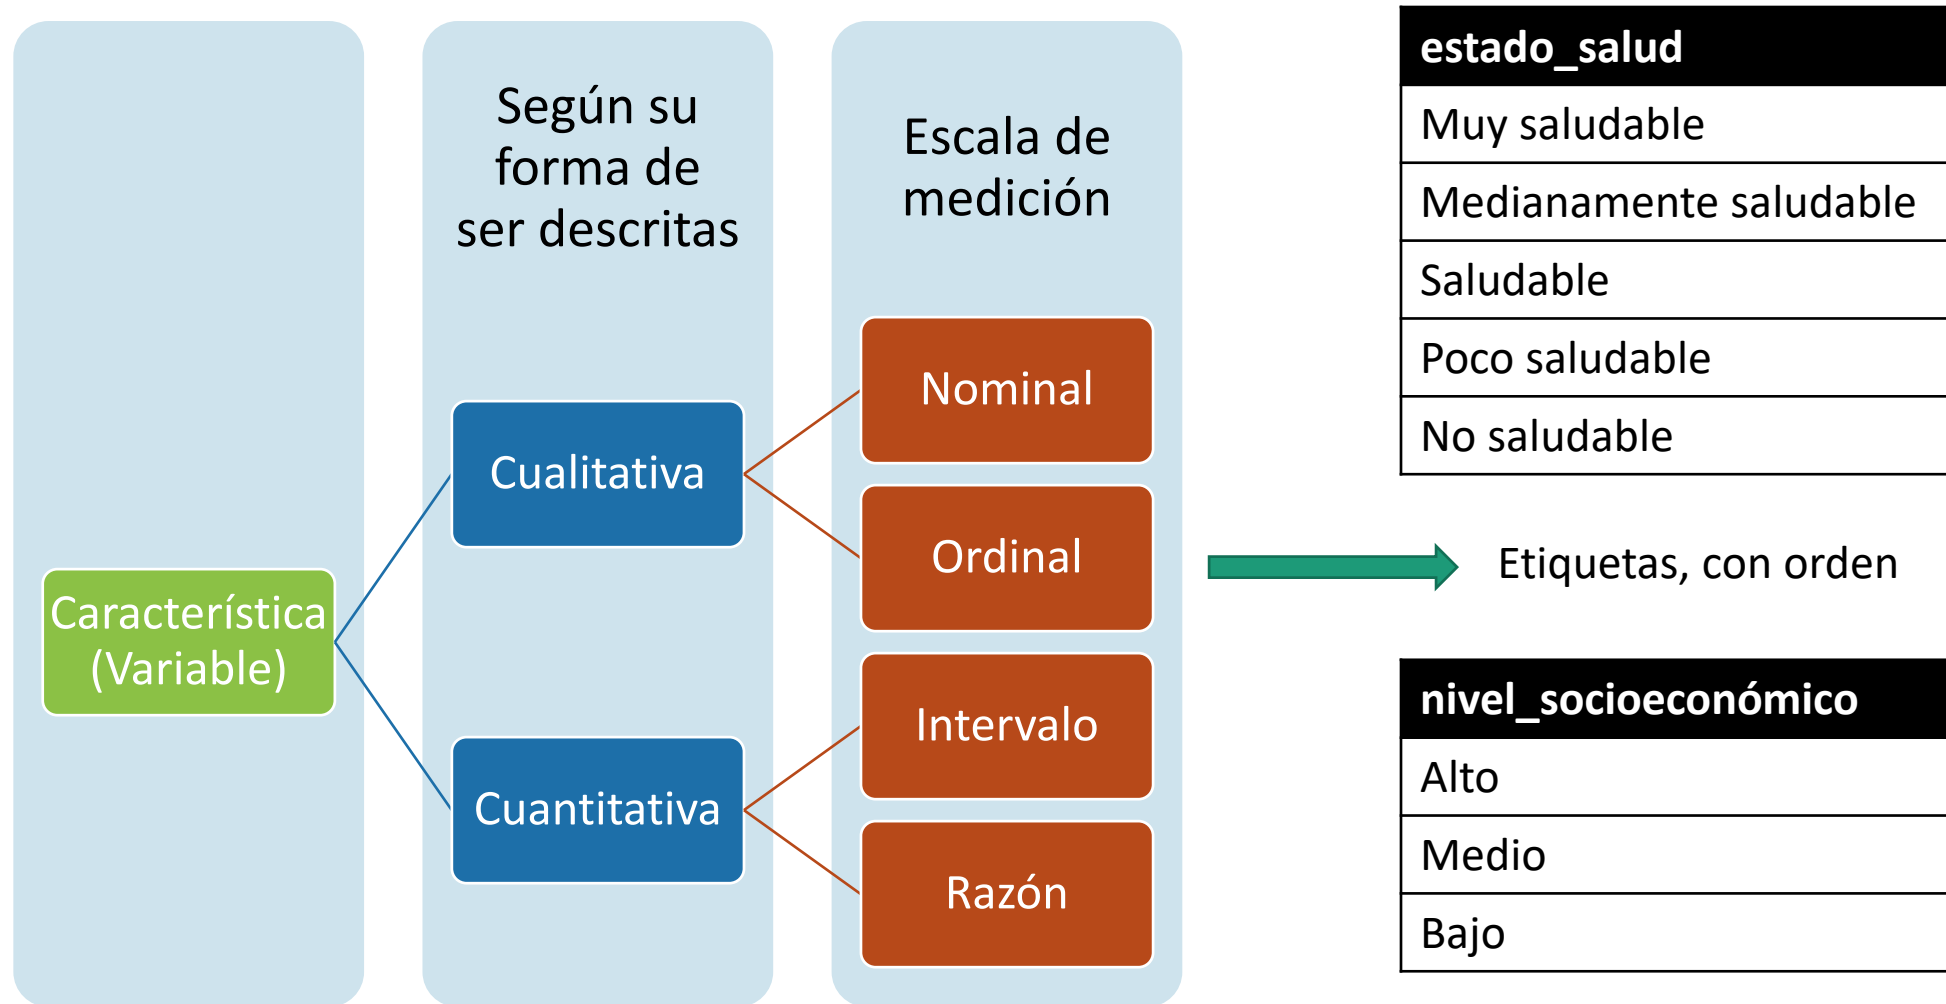 Característica
(Variable)
Según su
forma de
ser descritas
Cualitativa
Cuantitativa
Escala de
medición
Nominal
Ordinal
Intervalo
Razón
estado_salud
Muy saludable
Medianamente saludable
Saludable
Poco saludable
No saludable
Etiquetas, con orden
nivel_socioeconómico
Alto
Medio
Bajo